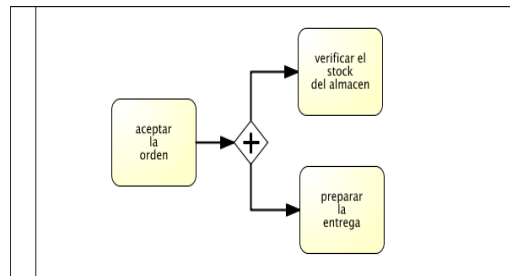 aceptar
la
orden
verificar el
stock
del almacen
preparar
la
entrega